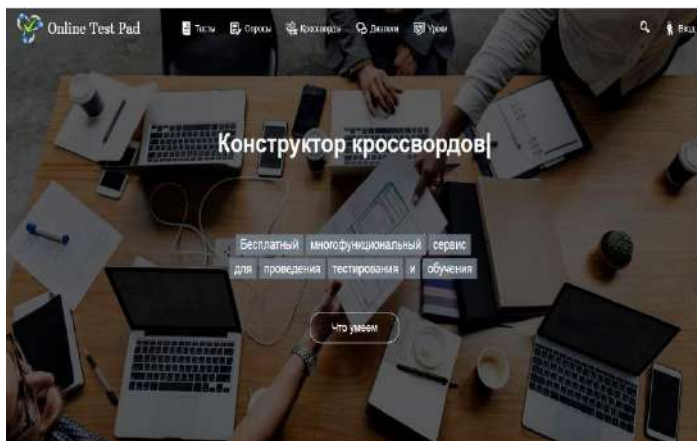 Online Test Pad Тесты Опросы Кроссворды Диалоги Уроки Вход
Конструктор кроссвордов|
Бесплатный многофункциональный сервис
для проведения тестирования и обучения
Что умеем